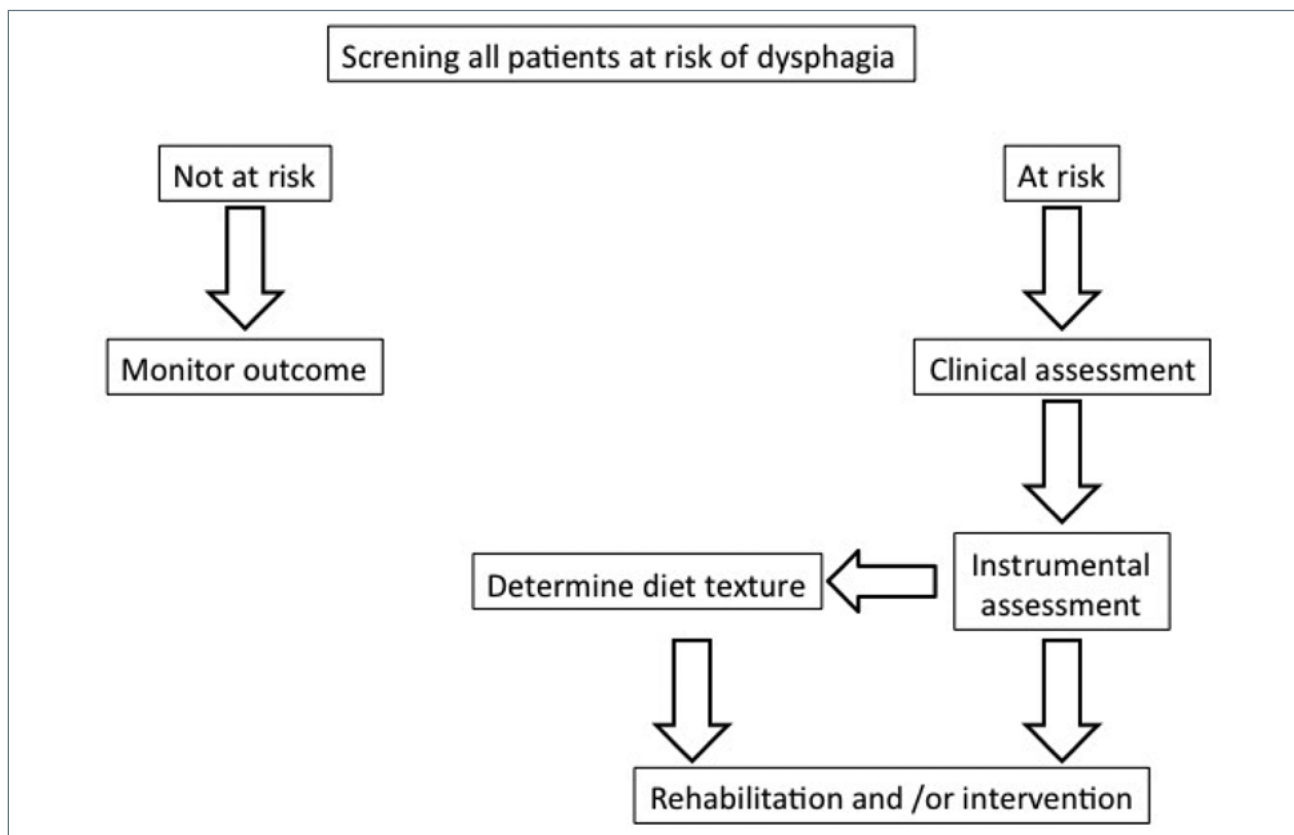 Screning all patients at risk of dysphagia
Not at risk
At risk
Monitor outcome
Clinical assessment
Determine diet texture
Instrumental
assessment
Rehabilitation and /or intervention